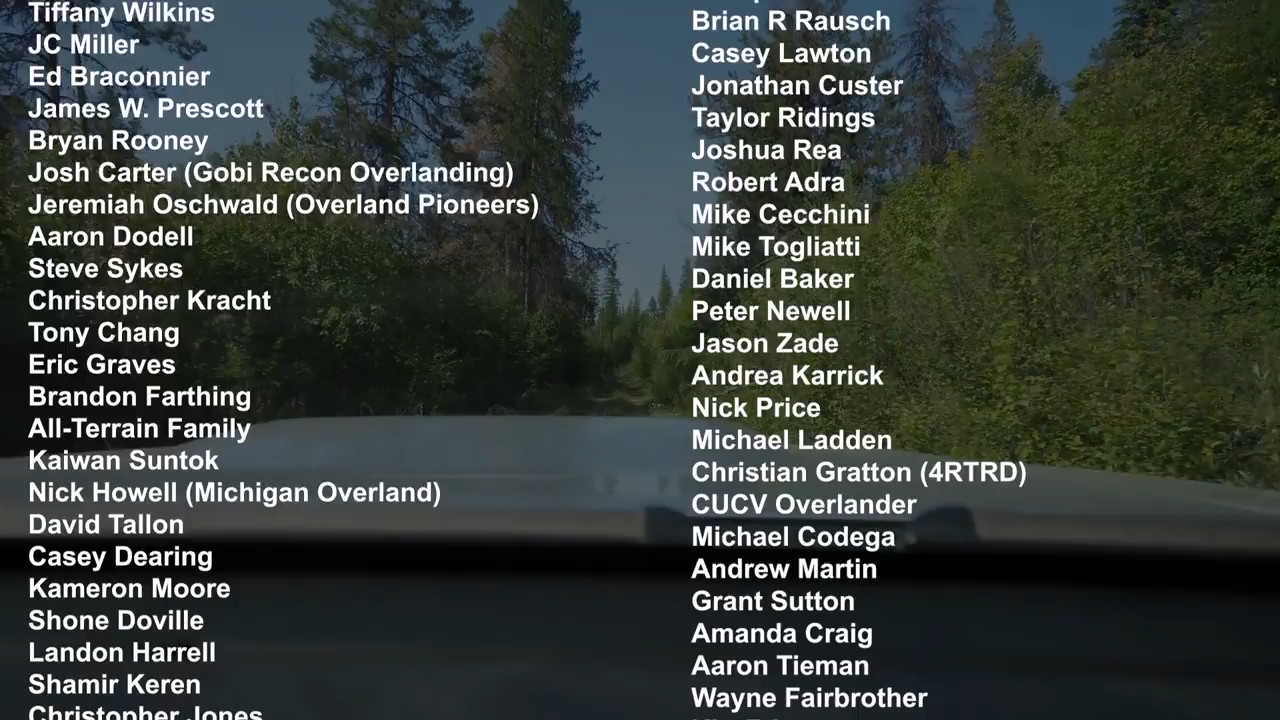 Tiffany Wilkins
JC Miller
Ed Braconnier
James W. Prescott
Bryan Rooney
Josh Carter (Gobi Recon Overlanding)
Jeremiah Oschwald (Overland Pioneers)
Aaron Dodell
Steve Sykes
Christopher Kracht
Tony Chang
Eric Graves
Brandon Farthing
All-Terrain Family
Kaiwan Suntok
Nick Howell (Michigan Overland)
David Tallon
Casey Dearing
Kameron Moore
Shone Doville
Landon Harrell
Shamir Keren
Christopher Jones
Brian R Rausch
Casey Lawton
Jonathan Custer
Taylor Ridings
Joshua Rea
Robert Adra
Mike Cecchini
Mike Togliatti
Daniel Baker
Peter Newell
Jason Zade
Andrea Karrick
Nick Price
Michael Ladden
Christian Gratton (4RTRD)
CUCV Overlander
Michael Codega
Andrew Martin
Grant Sutton
Amanda Craig
Aaron Tieman
Wayne Fairbrother